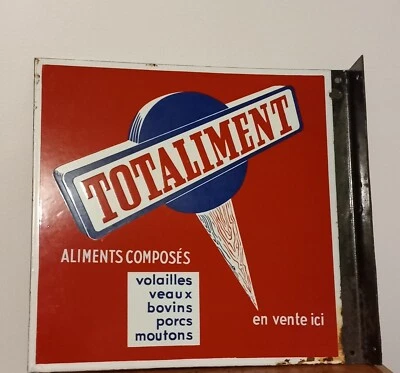 TOTALIMENT
ALIMENTS COMPOSÉS
volailles
veaux
bovins
porcs
moutons
en vente ici